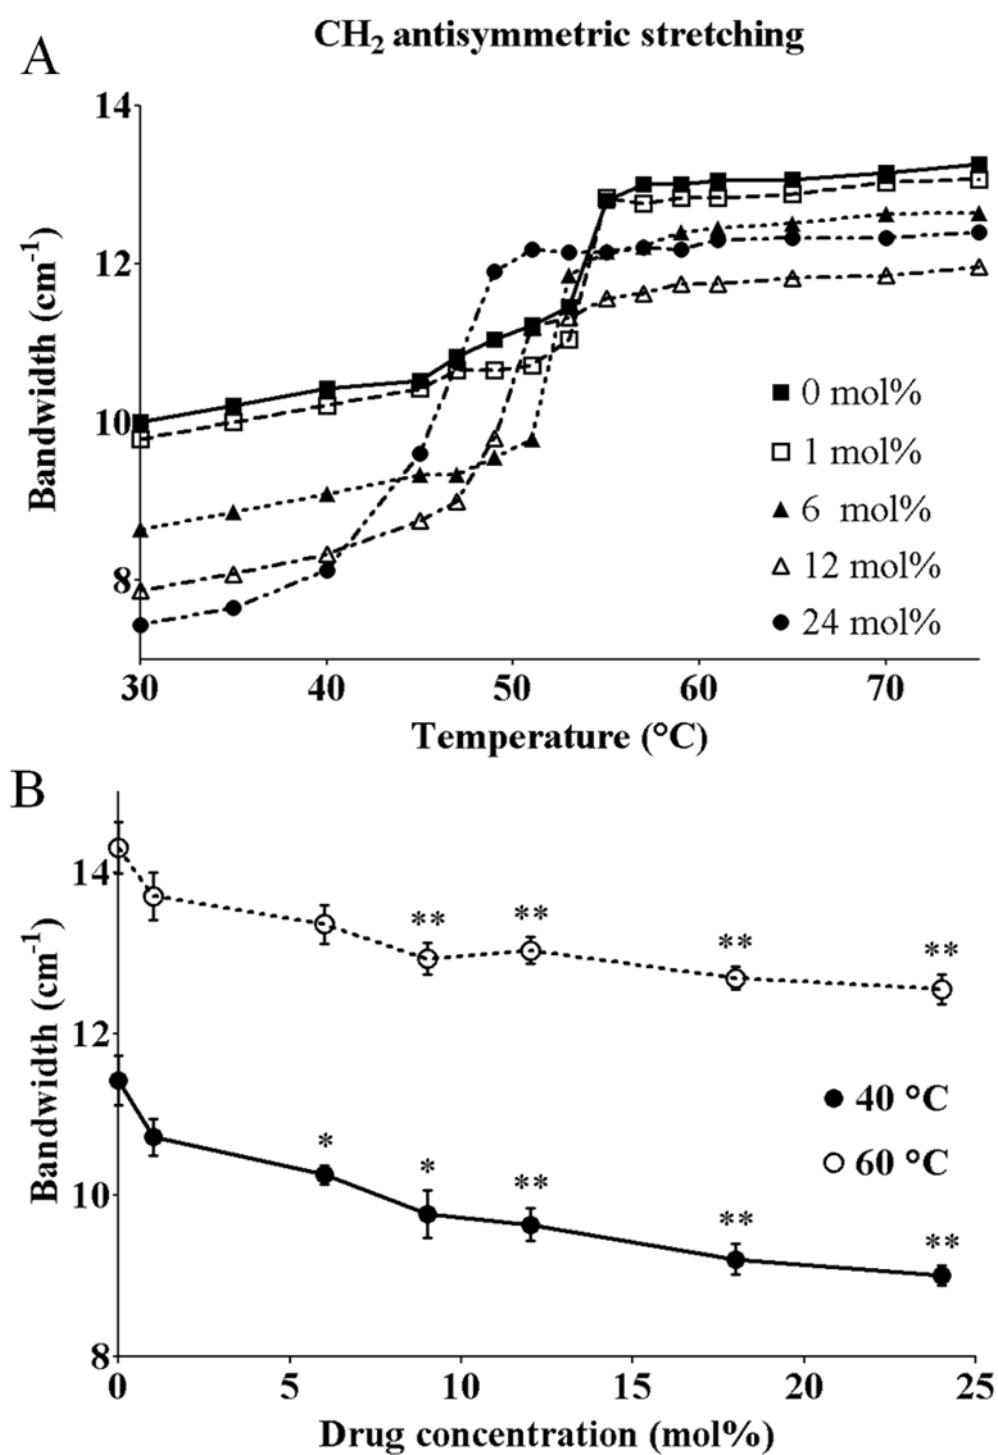 CH₂ antisymmetric stretching
A
14
12
10
8
Bandwidth (cm⁻¹)
0 mol%
1 mol%
6 mol%
12 mol%
24 mol%
30 40 50 60 70
Temperature (°C)
B
14
12
10
8
Bandwidth (cm⁻¹)
** ** ** **
* * ** ** **
40 °C
60 °C
0 5 10 15 20 25
Drug concentration (mol%)